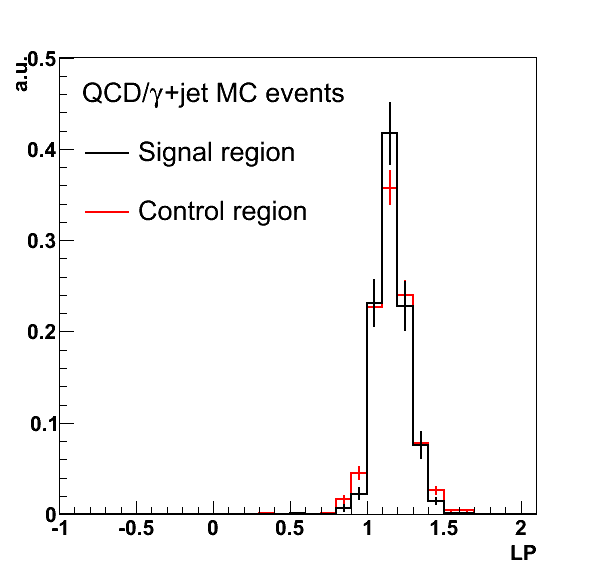 a.u.
0.5
QCD/γ+jet MC events
0.4
Signal region
Control region
0.3
0.2
0.1
0
-1 -0.5 0 0.5 1 1.5 2
LP